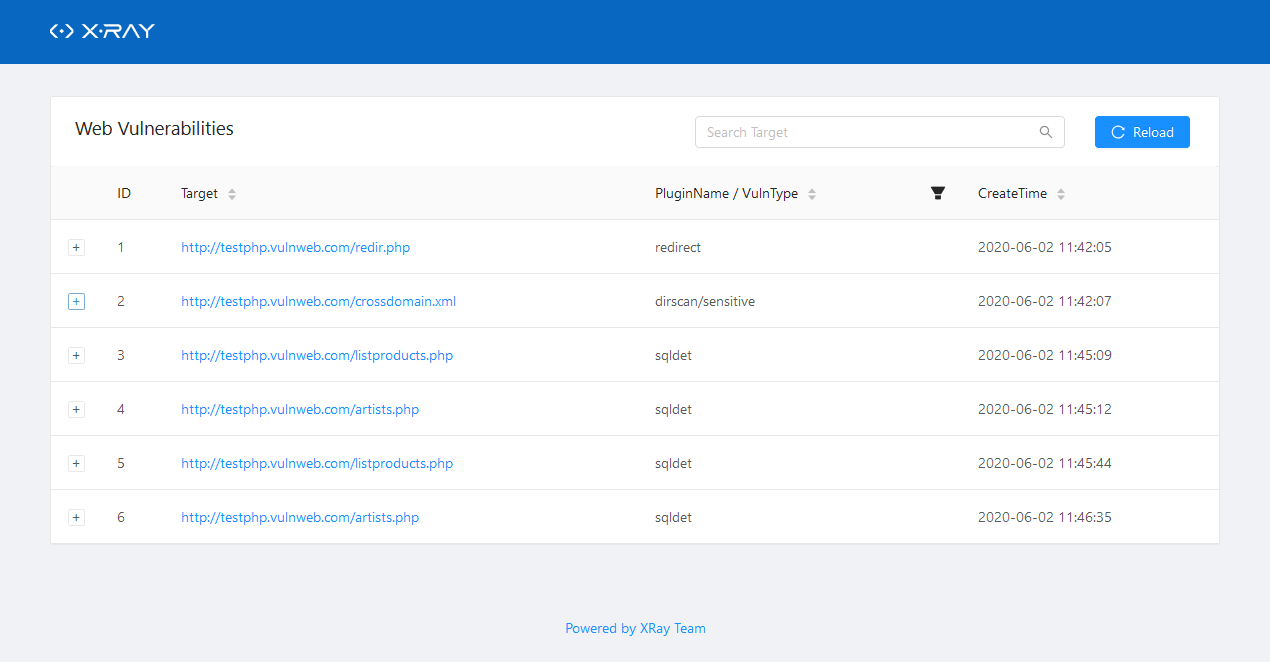 X·RAY
Web Vulnerabilities
Search Target
Reload
ID Target PluginName / VulnType CreateTime
+ 1 http://testphp.vulnweb.com/redir.php redirect 2020-06-02 11:42:05
+ 2 http://testphp.vulnweb.com/crossdomain.xml dirscan/sensitive 2020-06-02 11:42:07
+ 3 http://testphp.vulnweb.com/listproducts.php sqldet 2020-06-02 11:45:09
+ 4 http://testphp.vulnweb.com/artists.php sqldet 2020-06-02 11:45:12
+ 5 http://testphp.vulnweb.com/listproducts.php sqldet 2020-06-02 11:45:44
+ 6 http://testphp.vulnweb.com/artists.php sqldet 2020-06-02 11:46:35
Powered by XRay Team